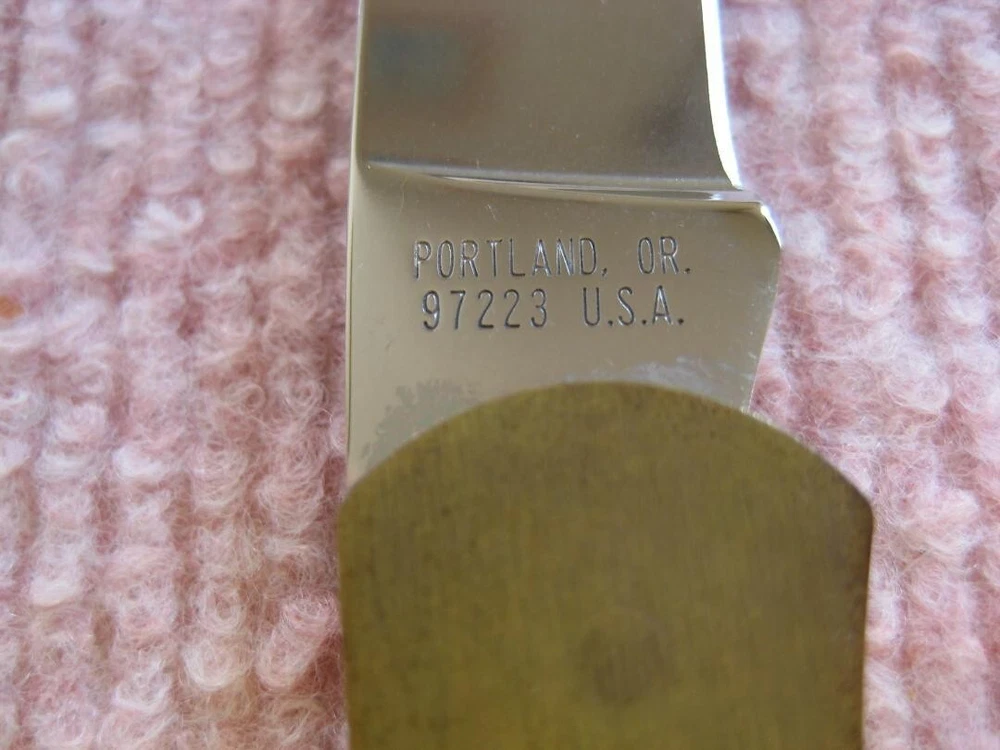 PORTLAND, OR.
97223 U.S.A.